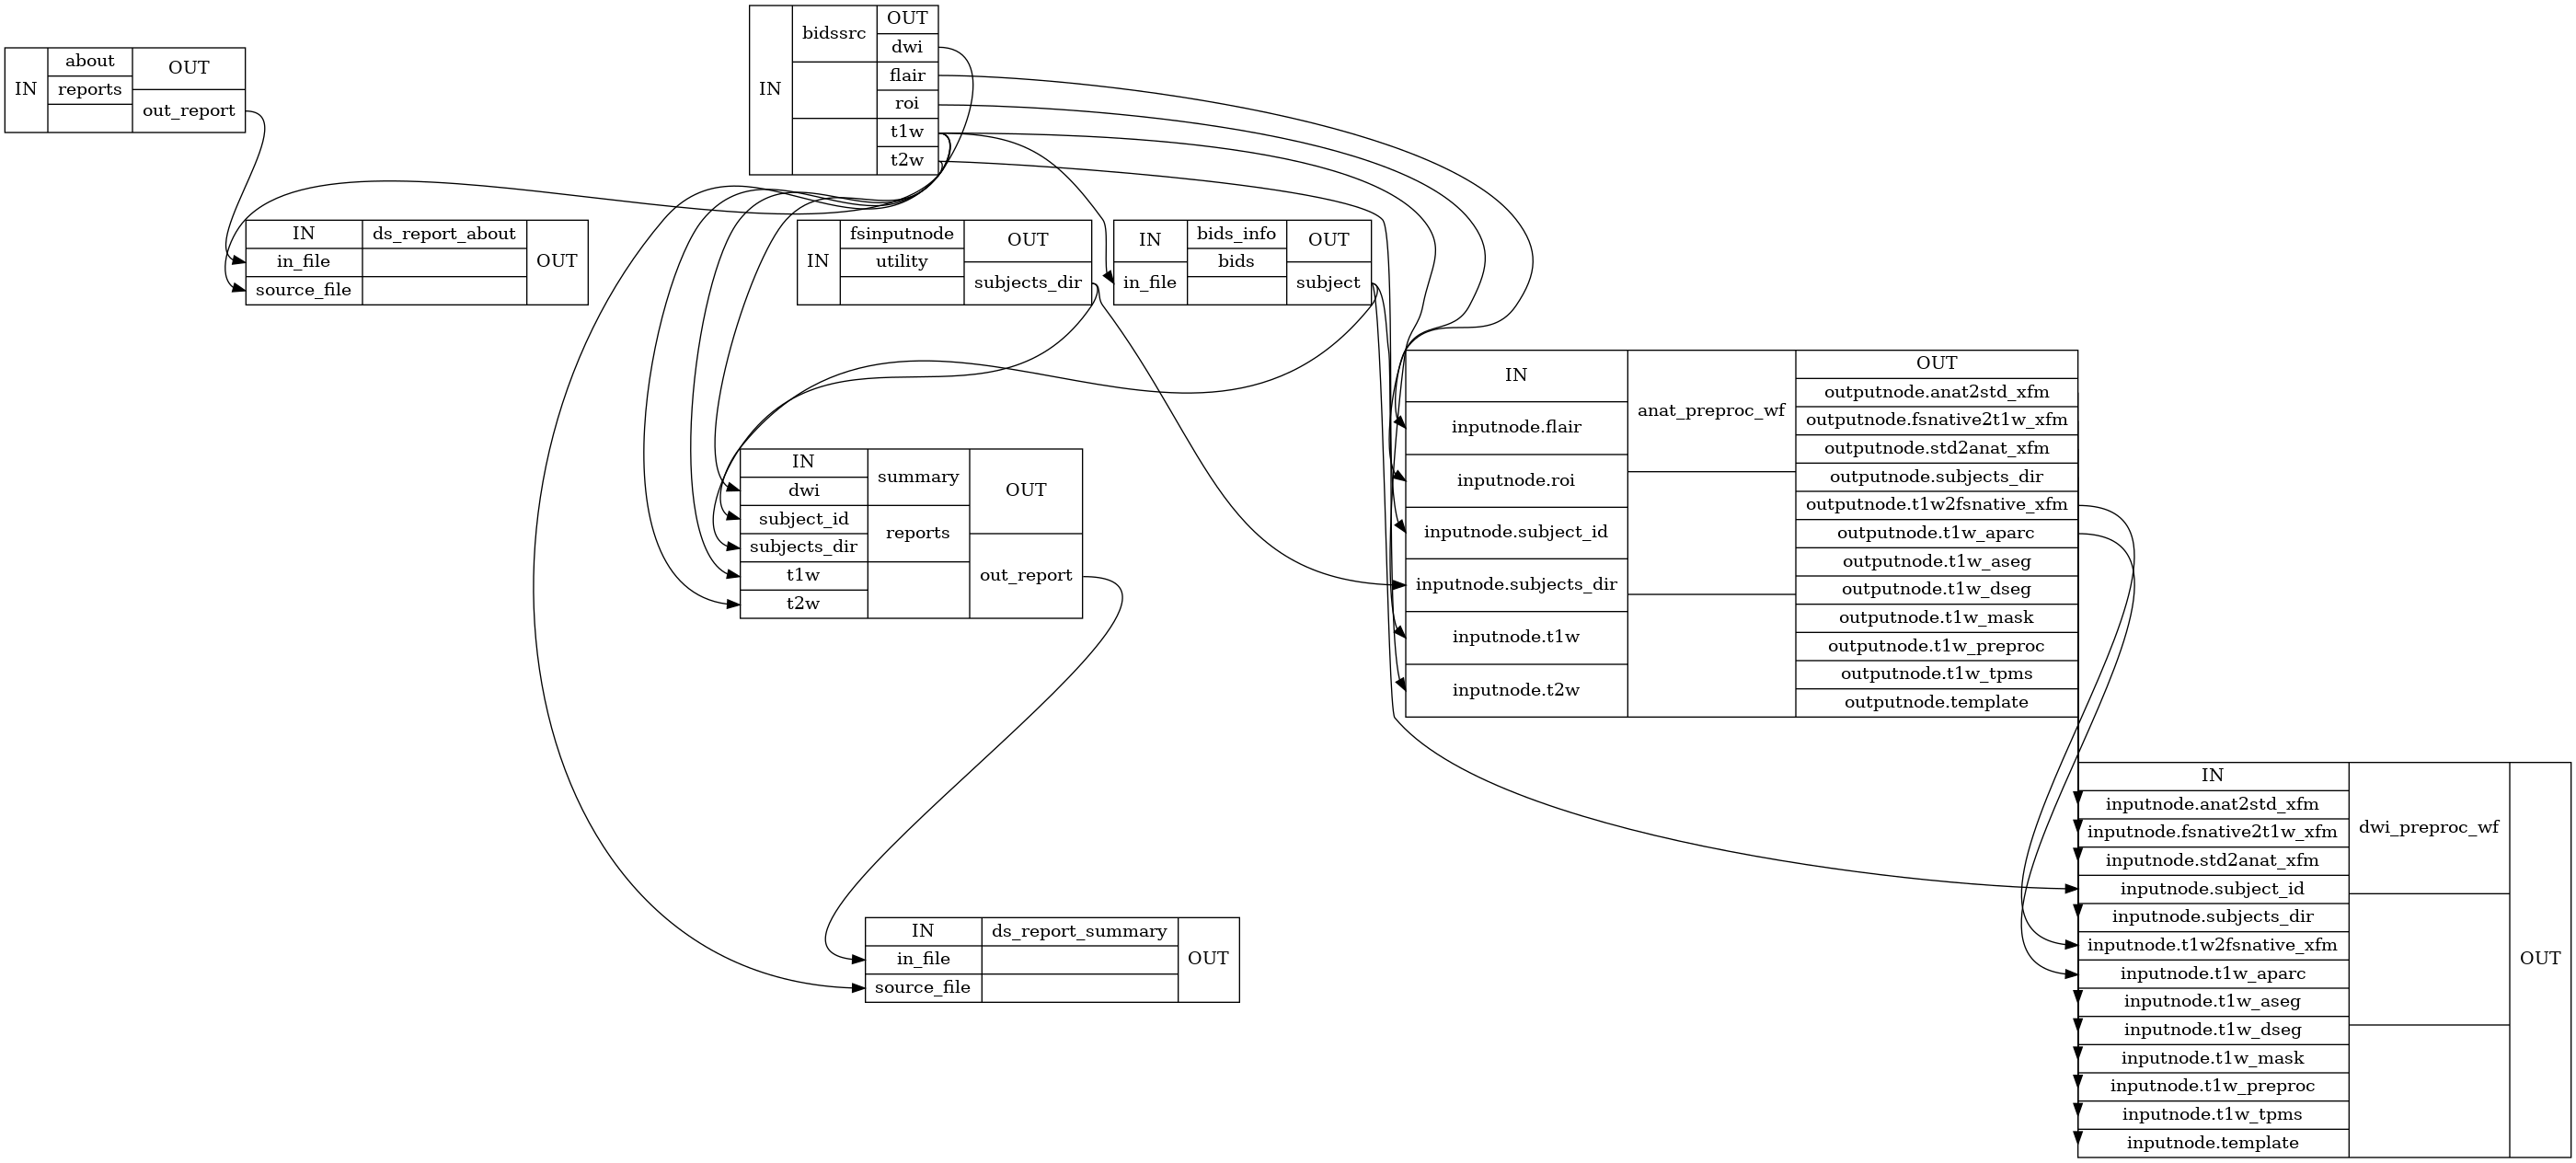 IN
about
reports
OUT
out_report
IN
bidssrc
OUT
dwi
flair
roi
t1w
t2w
IN
in_file
source_file
ds_report_about
OUT
IN
fsinputnode
utility
OUT
subjects_dir
IN
in_file
bids_info
bids
OUT
subject
IN
inputnode.flair
inputnode.roi
inputnode.subject_id
inputnode.subjects_dir
inputnode.t1w
inputnode.t2w
anat_preproc_wf
OUT
outputnode.anat2std_xfm
outputnode.fsnative2t1w_xfm
outputnode.std2anat_xfm
outputnode.subjects_dir
outputnode.t1w2fsnative_xfm
outputnode.t1w_aparc
outputnode.t1w_aseg
outputnode.t1w_dseg
outputnode.t1w_mask
outputnode.t1w_preproc
outputnode.t1w_tpms
outputnode.template
IN
dwi
subject_id
subjects_dir
t1w
t2w
summary
reports
OUT
out_report
IN
inputnode.anat2std_xfm
inputnode.fsnative2t1w_xfm
inputnode.std2anat_xfm
inputnode.subject_id
inputnode.subjects_dir
inputnode.t1w2fsnative_xfm
inputnode.t1w_aparc
inputnode.t1w_aseg
inputnode.t1w_dseg
inputnode.t1w_mask
inputnode.t1w_preproc
inputnode.t1w_tpms
inputnode.template
dwi_preproc_wf
OUT
IN
in_file
source_file
ds_report_summary
OUT